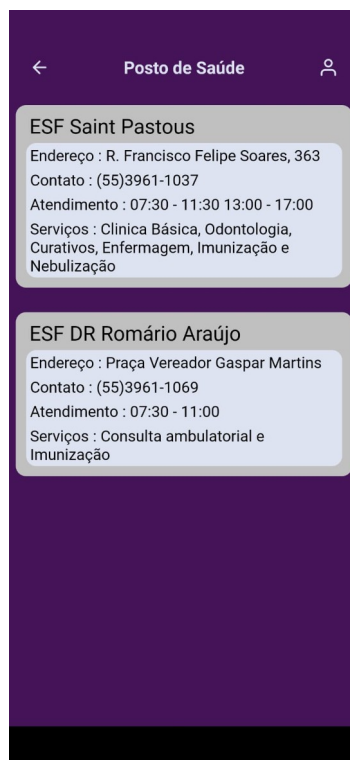 Posto de Saúde
ESF Saint Pastous
Endereço : R. Francisco Felipe Soares, 363
Contato : (55)3961-1037
Atendimento : 07:30 - 11:30 13:00 - 17:00
Serviços : Clinica Básica, Odontologia,
Curativos, Enfermagem, Imunização e
Nebulização
ESF DR Romário Araújo
Endereço : Praça Vereador Gaspar Martins
Contato : (55)3961-1069
Atendimento : 07:30 - 11:00
Serviços : Consulta ambulatorial e
Imunização